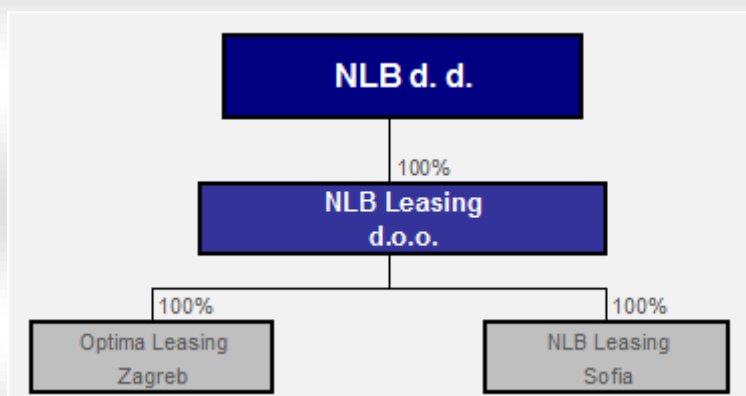 NLB d. d.
100%
NLB Leasing
d.o.o.
100%
100%
Optima Leasing
Zagreb
NLB Leasing
Sofia